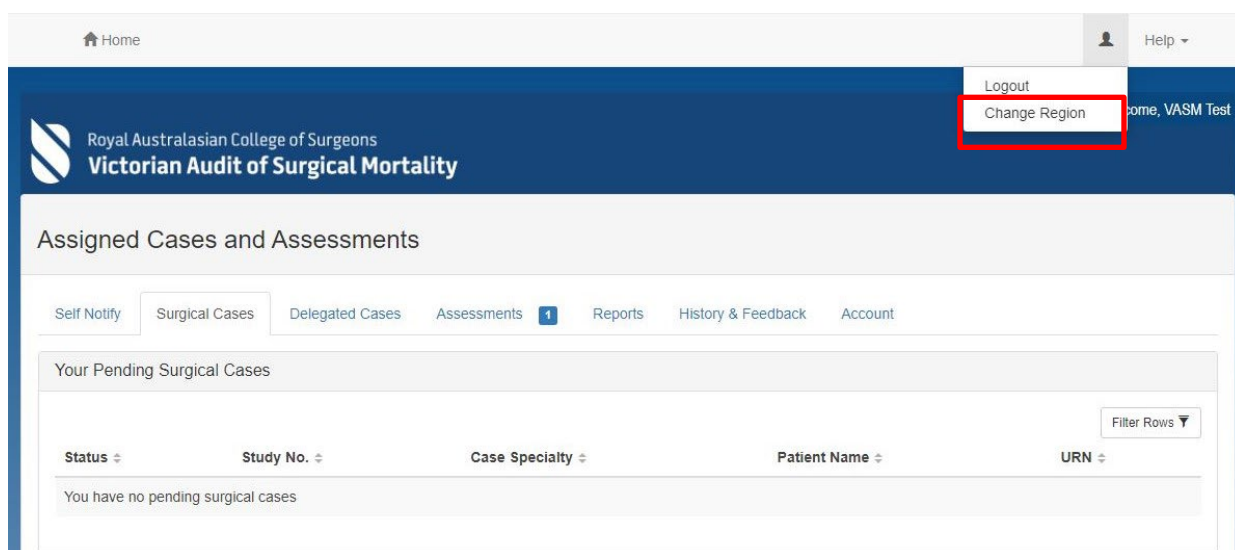 Home
Help
Logout
Change Region
come, VASM Test
Royal Australasian College of Surgeons
Victorian Audit of Surgical Mortality
Assigned Cases and Assessments
Self Notify Surgical Cases Delegated Cases Assessments 1 Reports History & Feedback Account
Your Pending Surgical Cases
Filter Rows
Status Study No. Case Specialty Patient Name URN
You have no pending surgical cases